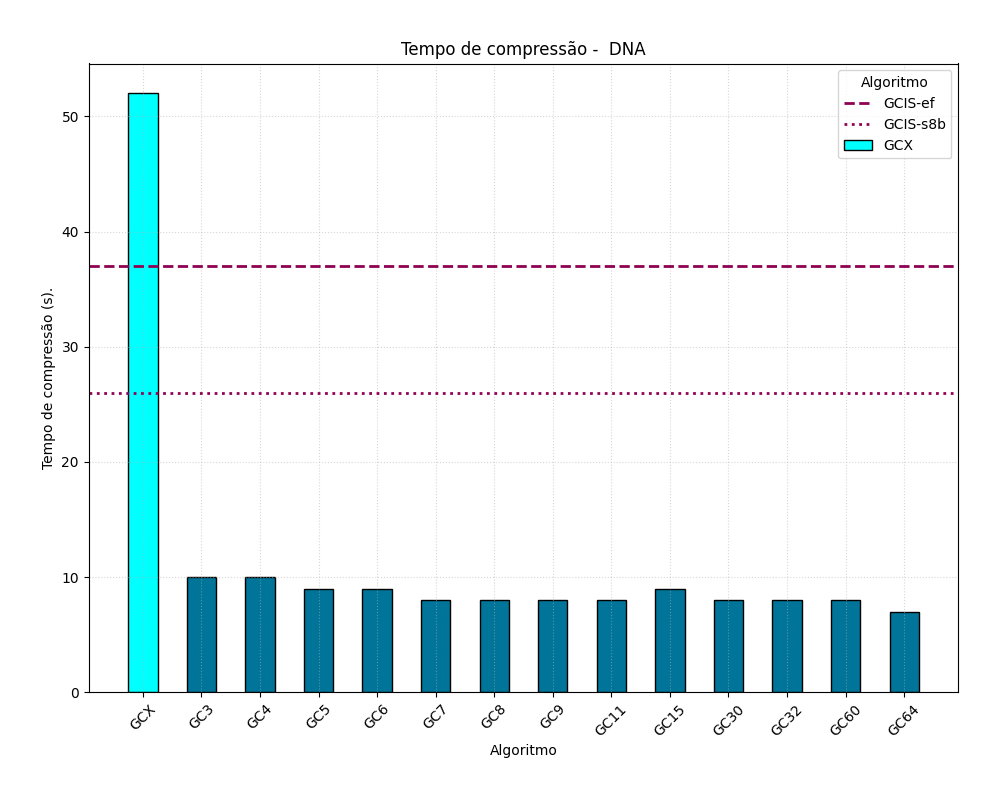 Tempo de compressão -  DNA
Algoritmo
GCIS-ef
GCIS-s8b
GCX
50
40
30
20
10
0
Tempo de compressão (s).
GCX
GC3
GC4
GC5
GC6
GC7
GC8
GC9
GC11
GC15
GC30
GC32
GC60
GC64
Algoritmo